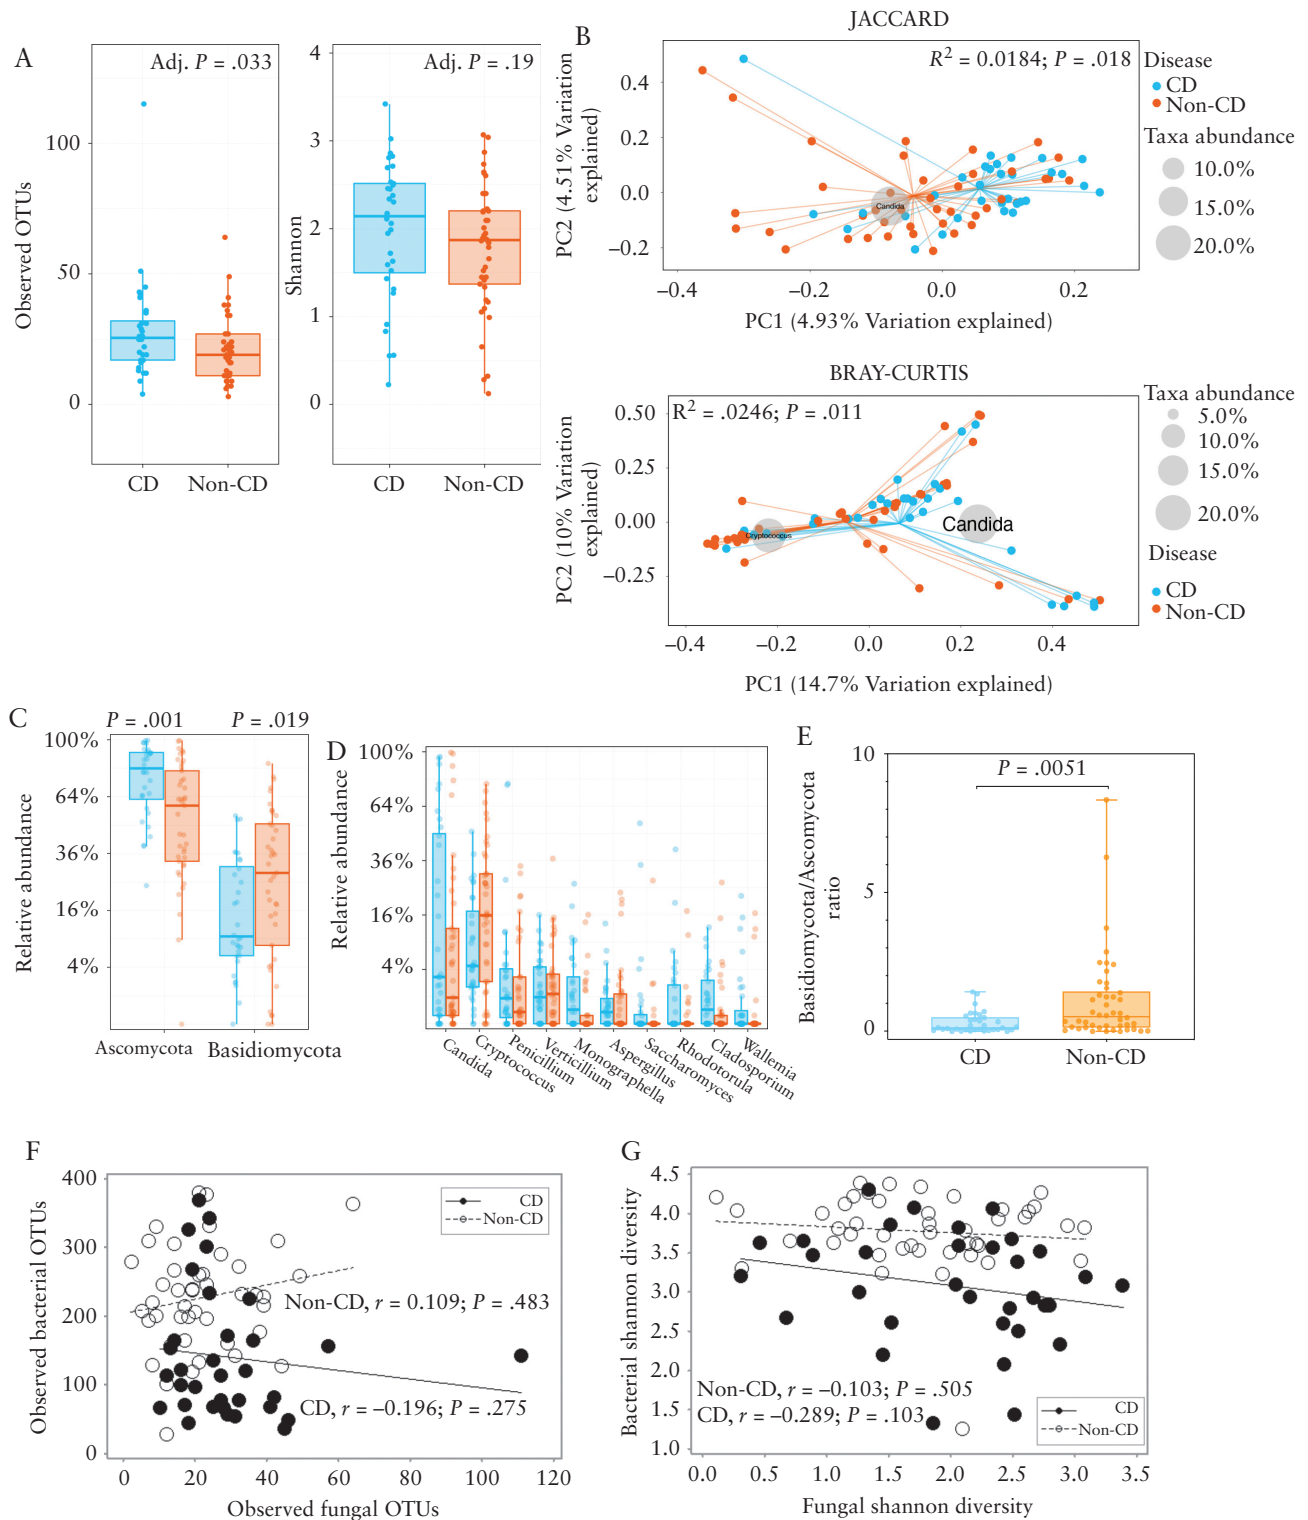 A
Adj. P = .033
Observed OTUs
100
50
0
CD
Non-CD
Adj. P = .19
Shannon
4
3
2
1
0
CD
Non-CD
B
JACCARD
R² = 0.0184; P = .018
PC2 (4.51% Variation
explained)
0.4
0.2
0.0
−0.2
−0.4
−0.2
0.0
0.2
PC1 (4.93% Variation explained)
Candida
Disease
CD
Non-CD
Taxa abundance
10.0%
15.0%
20.0%
BRAY-CURTIS
R² = .0246; P = .011
PC2 (10% Variation
explained)
0.50
0.25
0.00
−0.25
−0.4
−0.2
0.0
0.2
0.4
PC1 (14.7% Variation explained)
Cryptococcus
Candida
Taxa abundance
5.0%
10.0%
15.0%
20.0%
Disease
CD
Non-CD
C
P = .001
P = .019
Relative abundance
100%
64%
36%
16%
4%
Ascomycota
Basidiomycota
D
Relative abundance
100%
64%
36%
16%
4%
Candida
Cryptococcus
Penicillium
Verticillium
Monographella
Aspergillus
Saccharomyces
Rhodotorula
Cladosporium
Wallemia
E
P = .0051
Basidiomycota/Ascomycota
ratio
10
5
0
CD
Non-CD
F
Observed bacterial OTUs
400
300
200
100
0
CD
Non-CD
Non-CD, r = 0.109; P = .483
CD, r = −0.196; P = .275
0
20
40
60
80
100
120
Observed fungal OTUs
G
Bacterial shannon diversity
4.5
4.0
3.5
3.0
2.5
2.0
1.5
1.0
Non-CD, r = −0.103; P = .505
CD, r = −0.289; P = .103
CD
Non-CD
0.0
0.5
1.0
1.5
2.0
2.5
3.0
3.5
Fungal shannon diversity